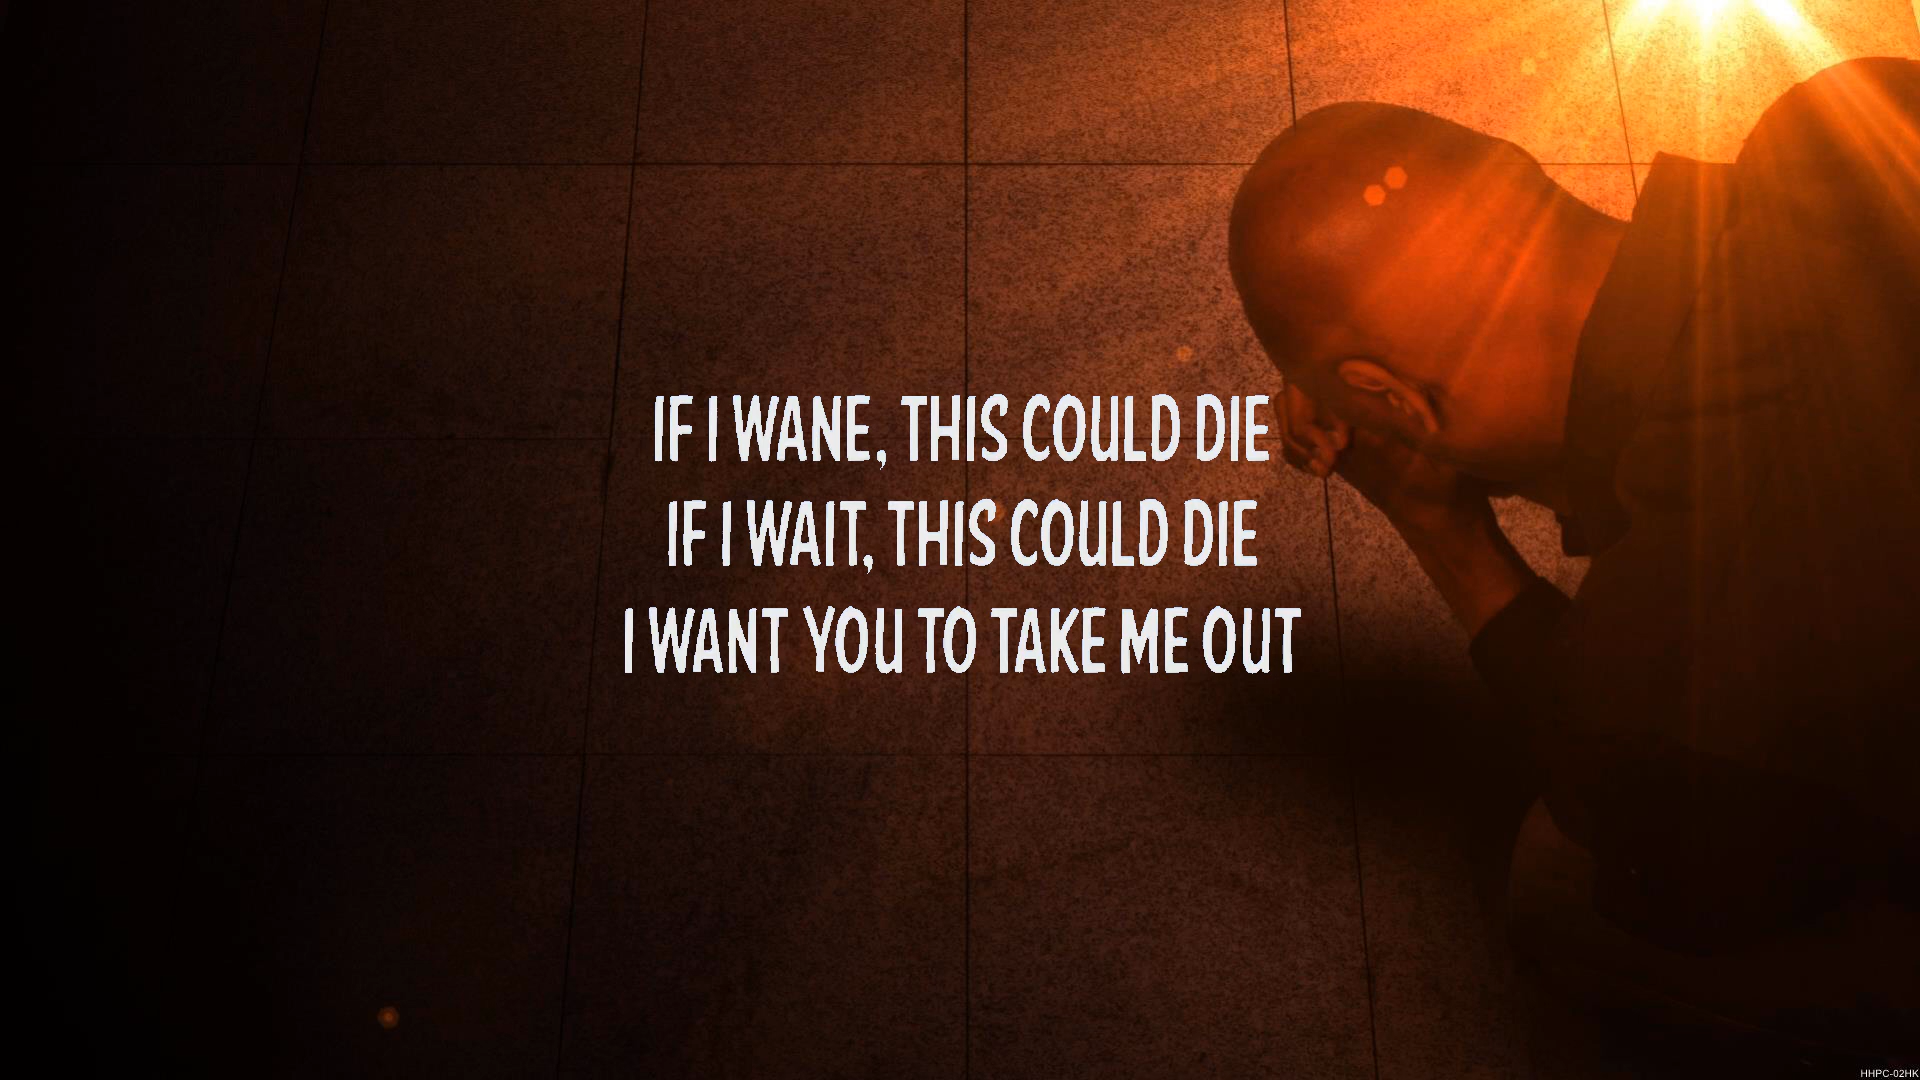 IF I WANE, THIS COULD DIE
IF I WAIT, THIS COULD DIE
I WANT YOU TO TAKE ME OUT
HHPC-02HK